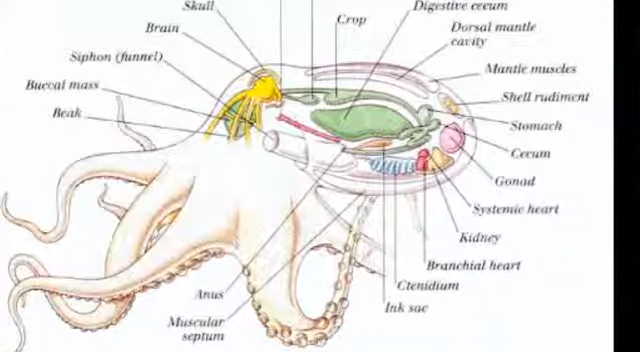 Skull
Brain
Siphon (funnel)
Buccal mass
Beak
Crop
Digestive cecum
Dorsal mantle
cavity
Mantle muscles
Shell rudiment
Stomach
Cecum
Gonad
Systemic heart
Kidney
Branchial heart
Ctenidium
Ink sac
Anus
Muscular
septum